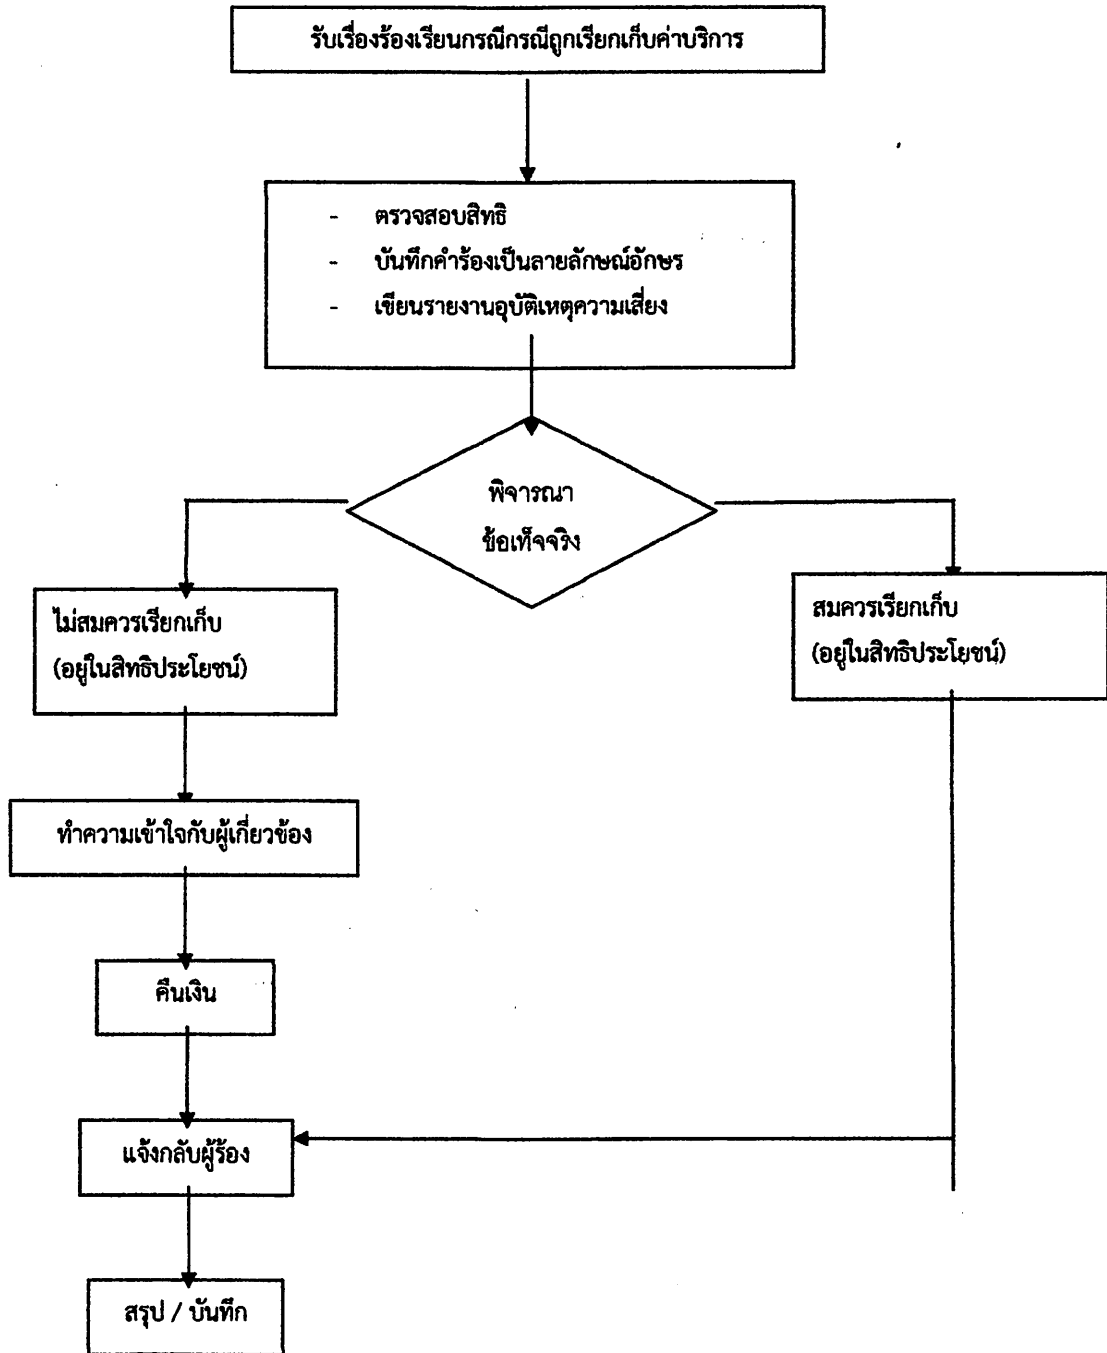 รับเรื่องร้องเรียนกรณีกรณีถูกเรียกเก็บค่าบริการ
- ตรวจสอบสิทธิ
- บันทึกคำร้องเป็นลายลักษณ์อักษร
- เขียนรายงานอุบัติเหตุความเสี่ยง
พิจารณา
ข้อเท็จจริง
ไม่สมควรเรียกเก็บ
(อยู่ในสิทธิประโยชน์)
สมควรเรียกเก็บ
(อยู่ในสิทธิประโยชน์)
ทำความเข้าใจกับผู้เกี่ยวข้อง
คืนเงิน
แจ้งกลับผู้ร้อง
สรุป / บันทึก